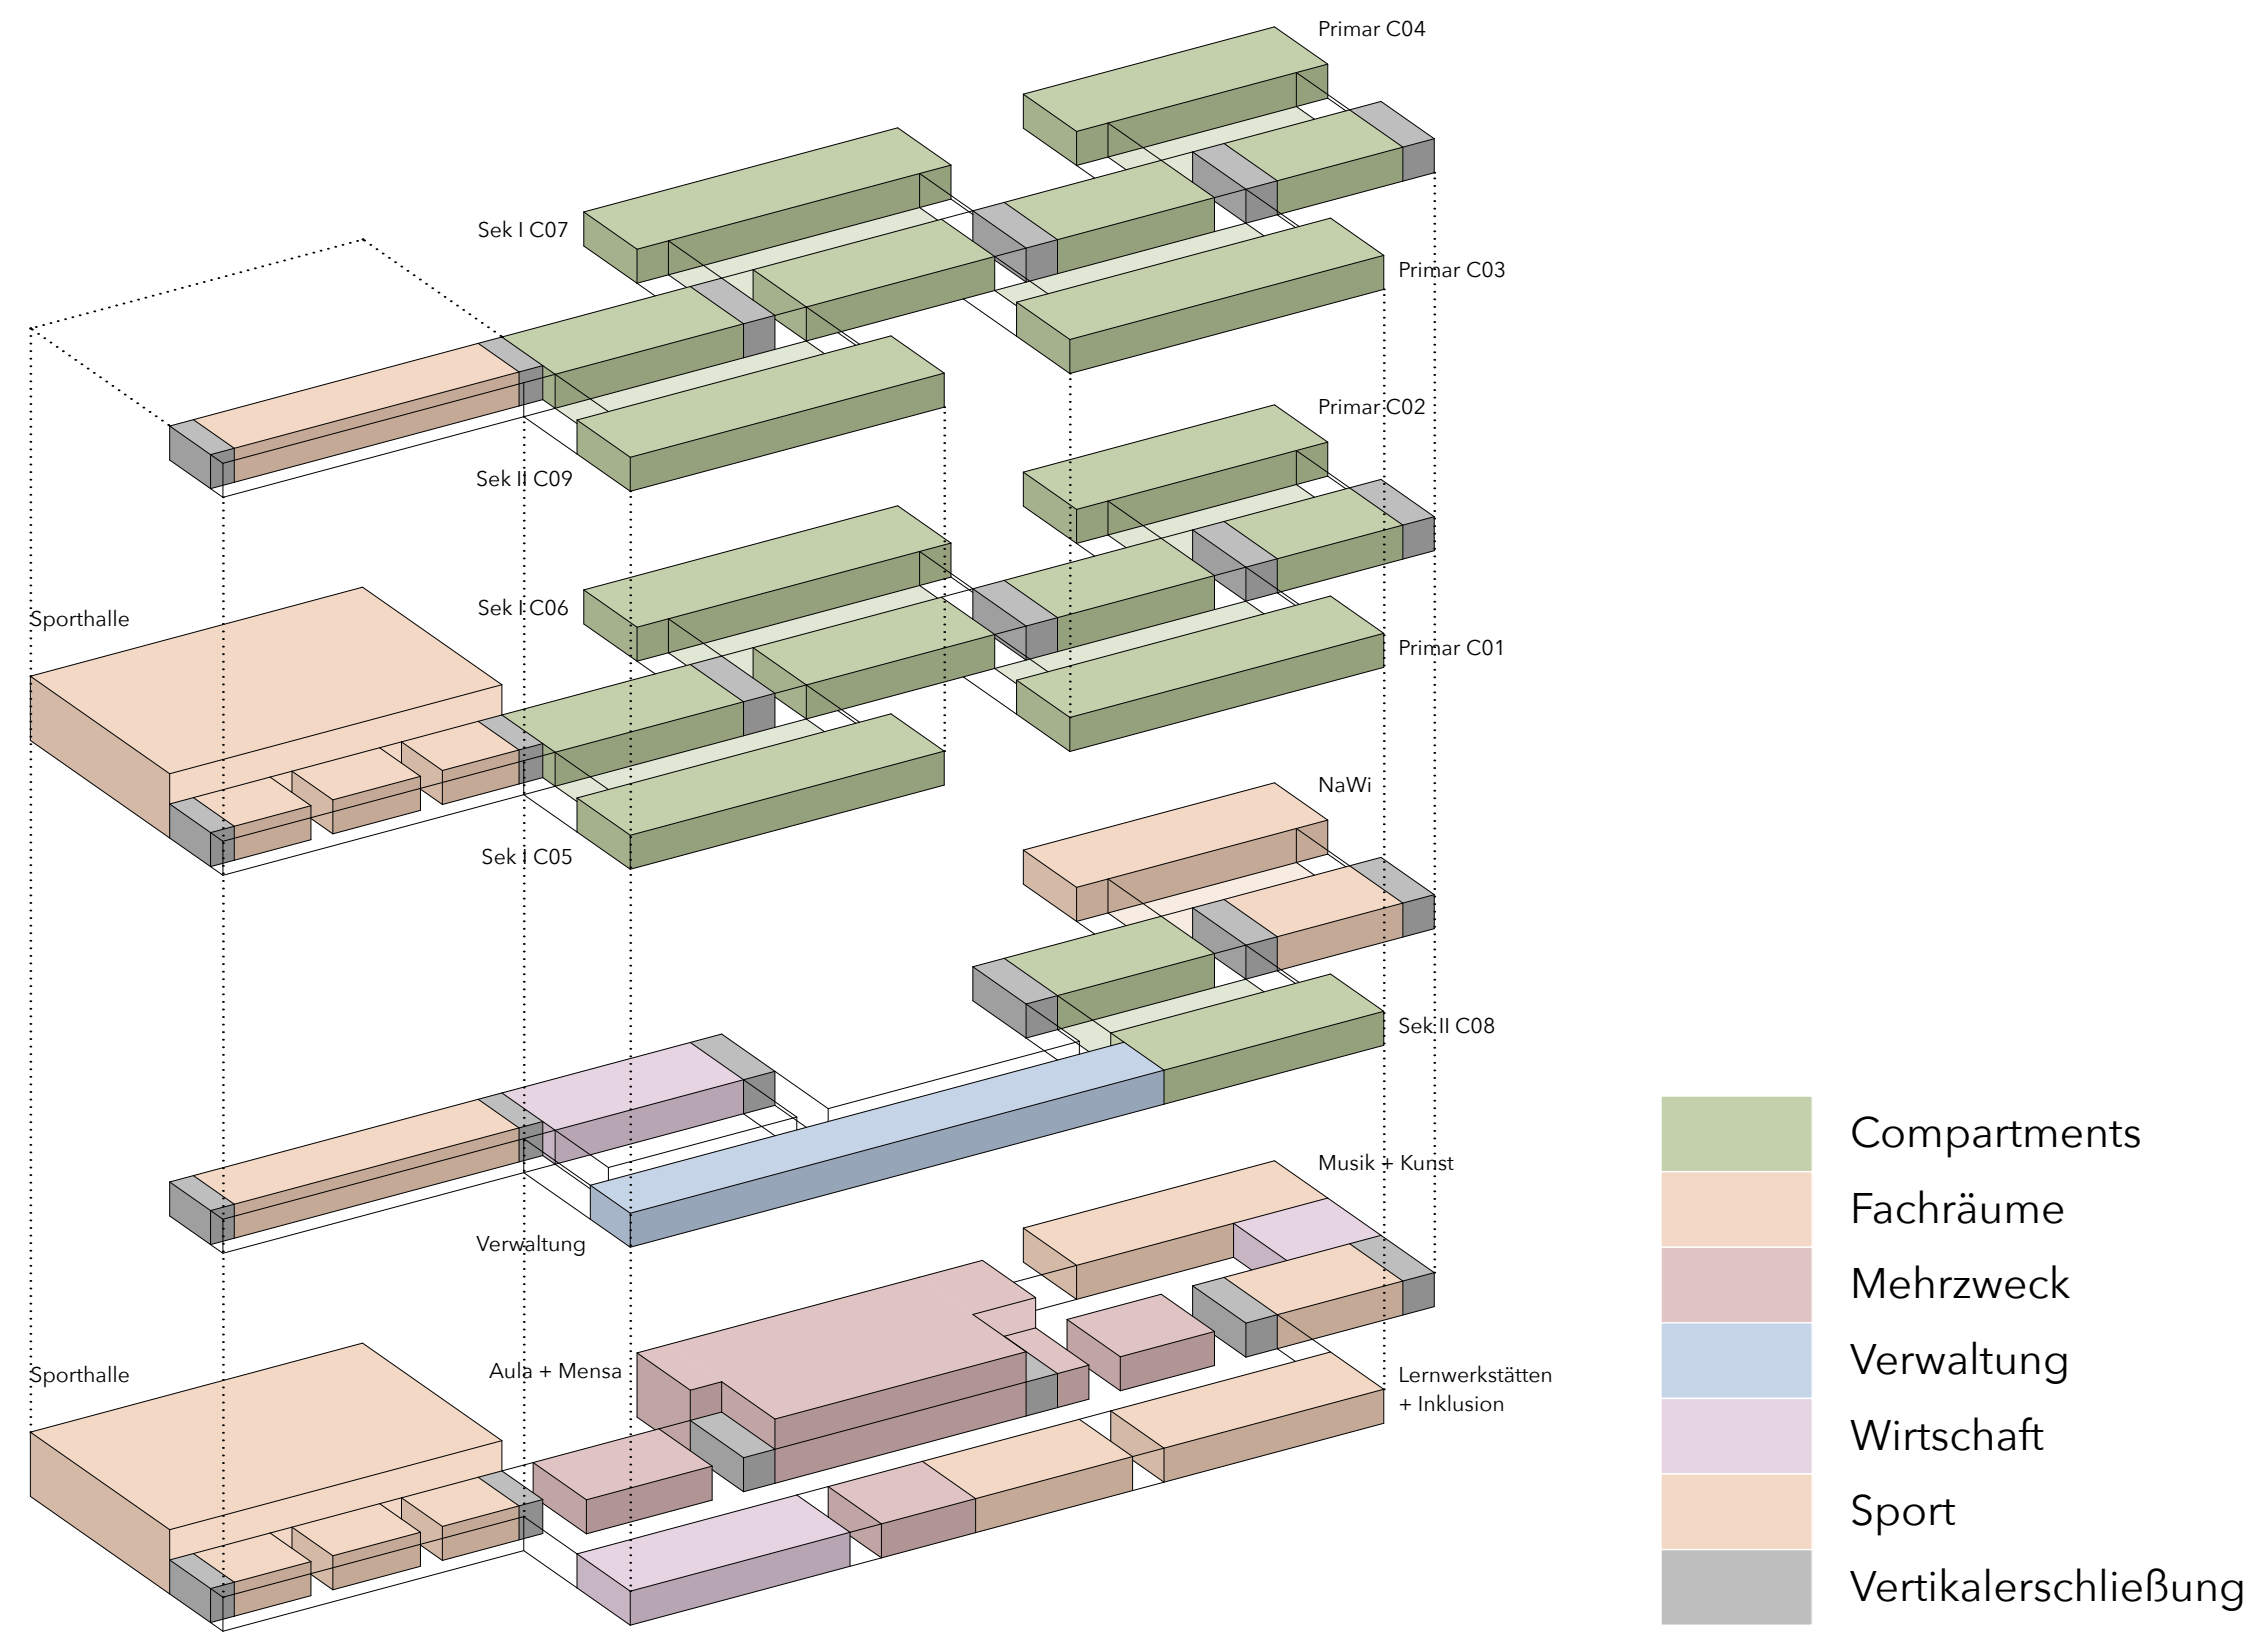 Primar C04
Sek I C07
Primar C03
Sek II C09
Primar C02
Sek I C06
Sporthalle
Primar C01
Sek I C05
NaWi
Sek II C08
Verwaltung
Musik + Kunst
Aula + Mensa
Sporthalle
Lernwerkstätten
+ Inklusion
Compartments
Fachräume
Mehrzweck
Verwaltung
Wirtschaft
Sport
Vertikalerschließung